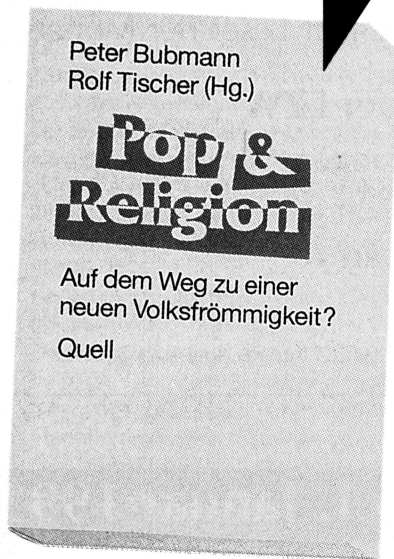 Peter Bubmann
Rolf Tischer (Hg.)
Pop &
Religion
Auf dem Weg zu einer
neuen Volksfrömmigkeit?
Quell